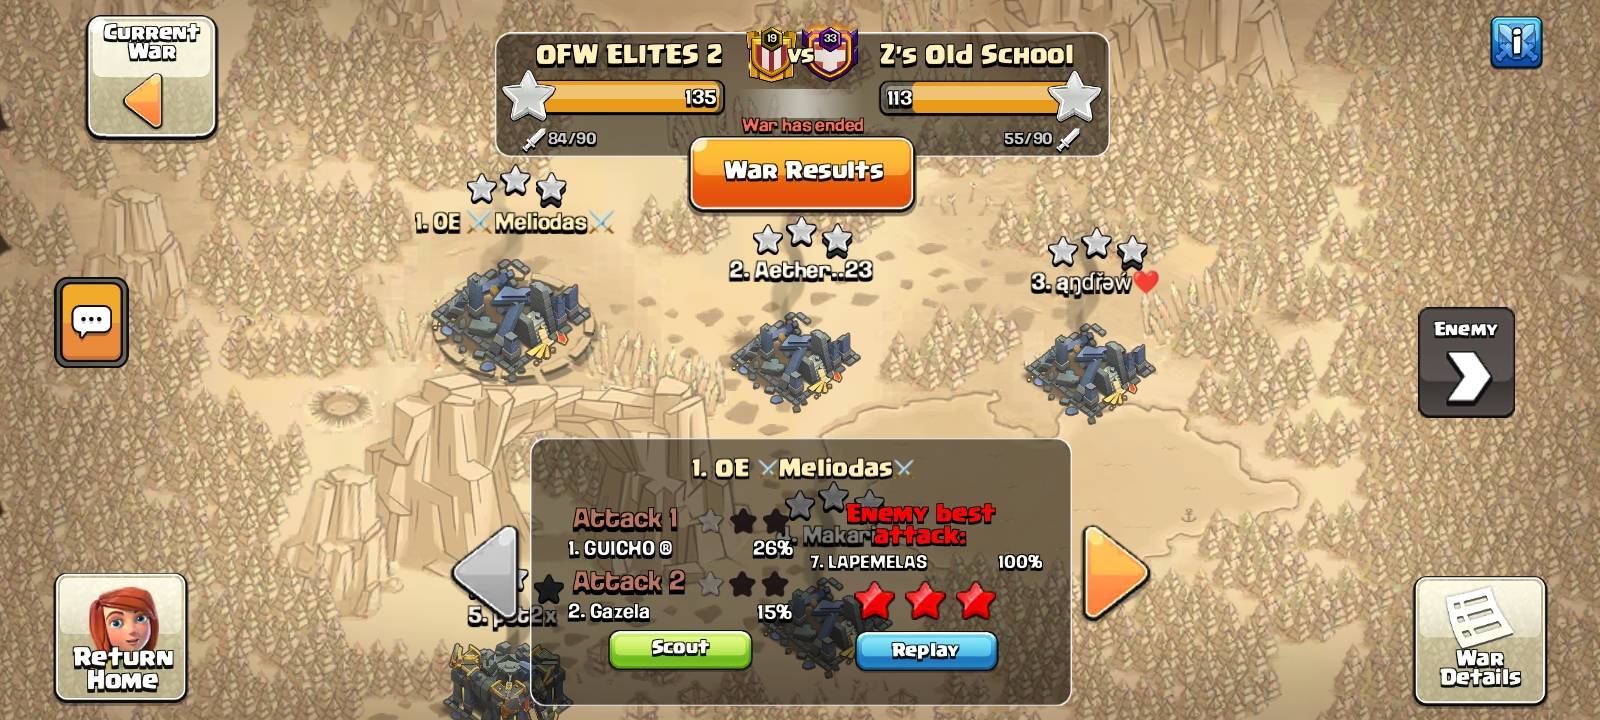 Current
War
OFW ELITES 2
19
VS
33
Z's Old School
135
113
84/90
War has ended
55/90
War Results
1. OE ⚔Meliodas⚔
2. Aether..23
3. ąŋdřəẃ❤️
Enemy
1. OE ⚔Meliodas⚔
Attack 1
1. GUICHO ®
26%
Attack 2
2. Gazela
15%
Enemy best
attack:
7. LAPEMELAS
100%
Scout
Replay
Return
Home
War
Details